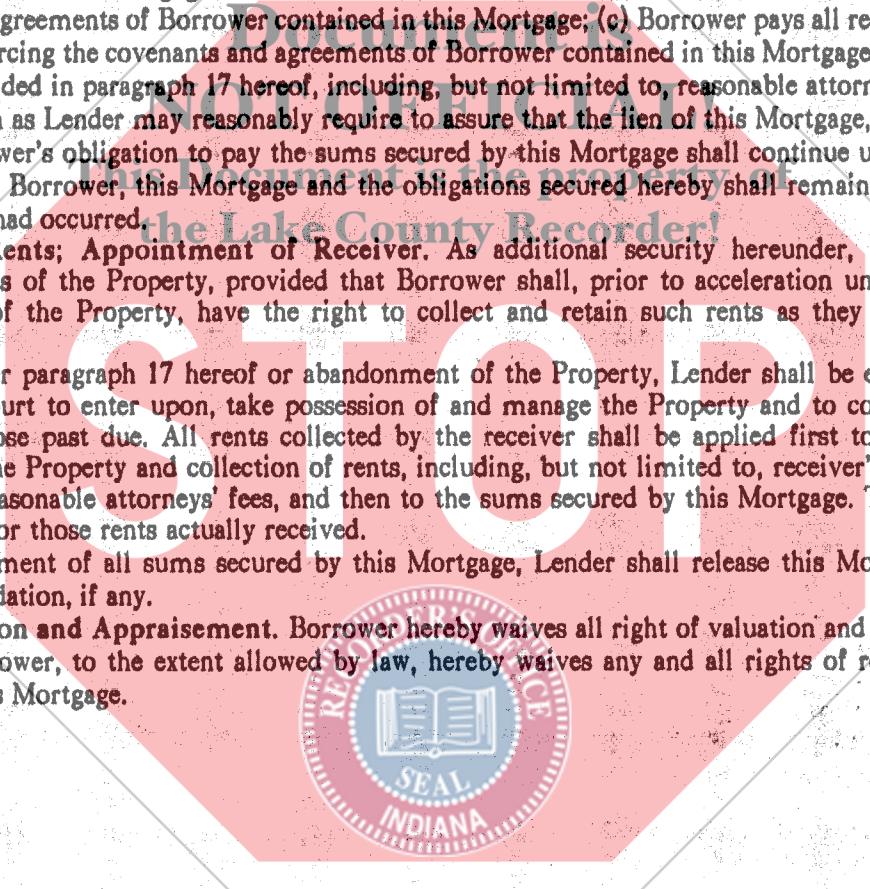 greements of Borrower contained in this Mortgage; (c) Borrower pays all re
rcing the covenants and agreements of Borrower contained in this Mortgage
Document is
ded in paragraph 17 hereof, including, but not limited to, reasonable attorn
NOT OFFICIAL!
n as Lender may reasonably require to assure that the lien of this Mortgage,
wer's obligation to pay the sums secured by this Mortgage shall continue u
This Document is the property of
Borrower, this Mortgage and the obligations secured hereby shall remain
had occurred.
the Lake County Recorder!
ents; Appointment of Receiver. As additional security hereunder,
s of the Property, provided that Borrower shall, prior to acceleration un
of the Property, have the right to collect and retain such rents as they
STOP
r paragraph 17 hereof or abandonment of the Property, Lender shall be e
urt to enter upon, take possession of and manage the Property and to co
ose past due. All rents collected by the receiver shall be applied first to
e Property and collection of rents, including, but not limited to, receiver'
asonable attorneys' fees, and then to the sums secured by this Mortgage.
or those rents actually received.
ment of all sums secured by this Mortgage, Lender shall release this Mo
dation, if any.
on and Appraisement. Borrower hereby waives all right of valuation and
ower, to the extent allowed by law, hereby waives any and all rights of r
s Mortgage.
RECORDER'S OFFICE
SEAL
INDIANA